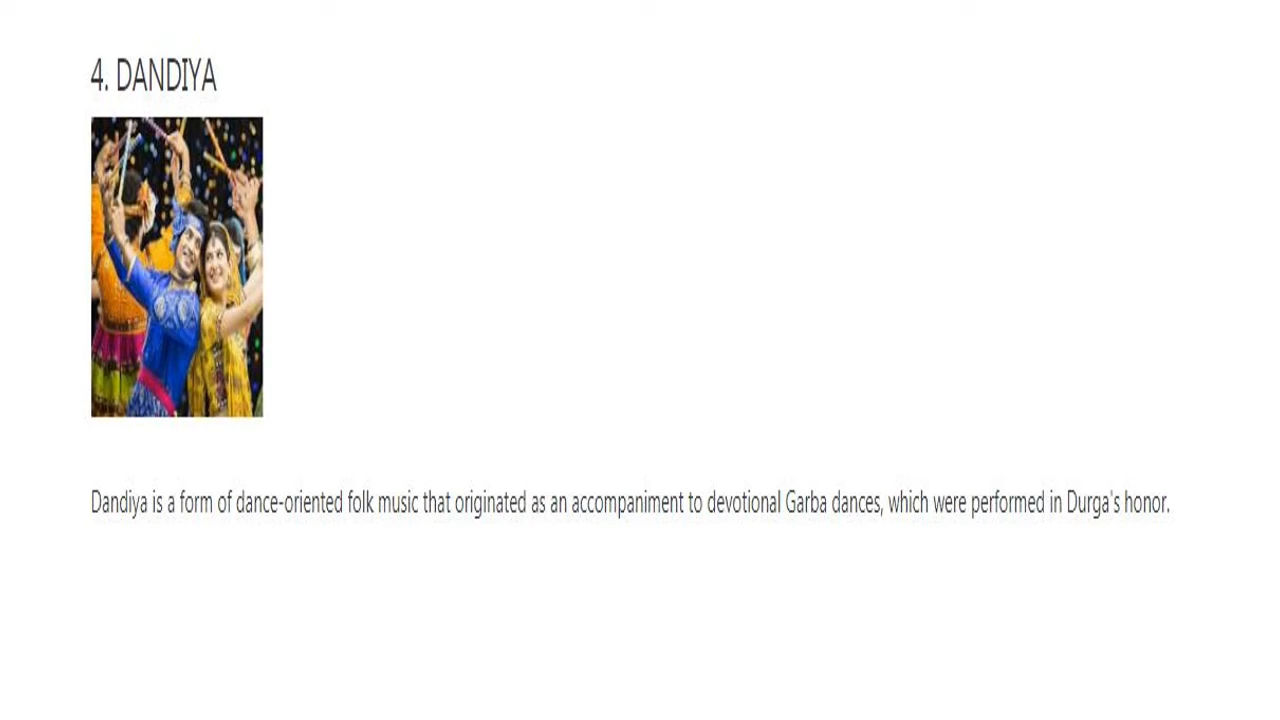 4. DANDIYA
Dandiya is a form of dance-oriented folk music that originated as an accompaniment to devotional Garba dances, which were performed in Durga's honor.